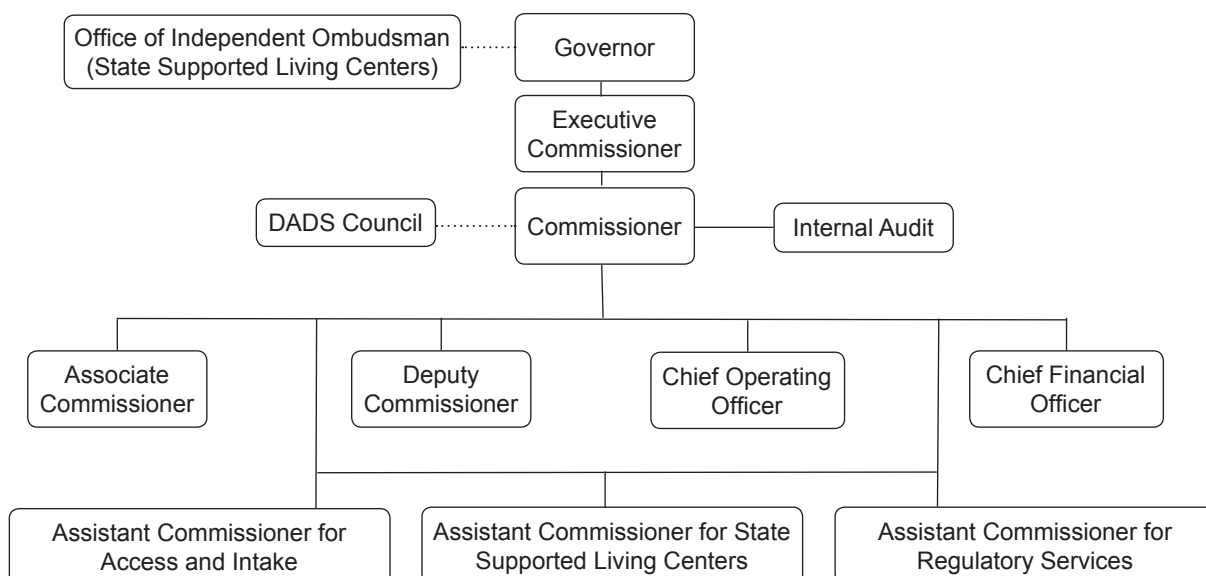 Office of Independent Ombudsman
(State Supported Living Centers)
Governor
Executive
Commissioner
DADS Council
Commissioner
Internal Audit
Associate
Commissioner
Deputy
Commissioner
Chief Operating
Officer
Chief Financial
Officer
Assistant Commissioner for
Access and Intake
Assistant Commissioner for State
Supported Living Centers
Assistant Commissioner for
Regulatory Services